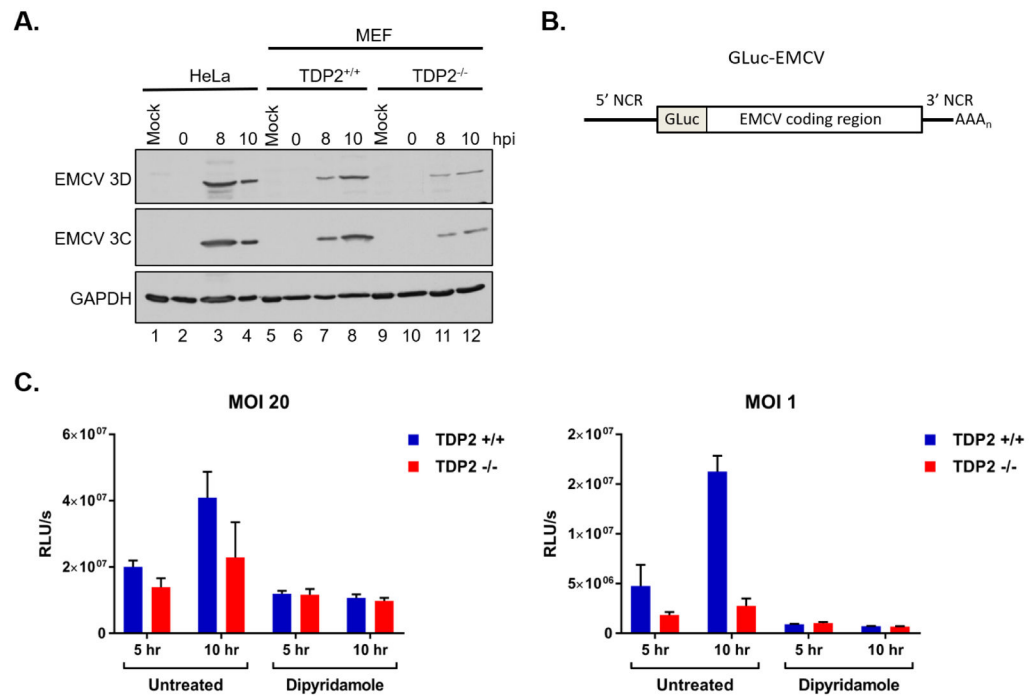 A.
MEF
HeLa TDP2+/+ TDP2-/-
Mock 0 8 10 Mock 0 8 10 Mock 0 8 10 hpi
EMCV 3D
EMCV 3C
GAPDH
1 2 3 4 5 6 7 8 9 10 11 12
B.
GLuc-EMCV
5’ NCR 3’ NCR
GLuc EMCV coding region AAAn
C.
MOI 20
6×10^07
4×10^07
2×10^07
0
RLU/s
TDP2 +/+
TDP2 -/-
5 hr 10 hr 5 hr 10 hr
Untreated Dipyridamole
MOI 1
2×10^07
2×10^07
1×10^07
5×10^06
0
RLU/s
TDP2 +/+
TDP2 -/-
5 hr 10 hr 5 hr 10 hr
Untreated Dipyridamole